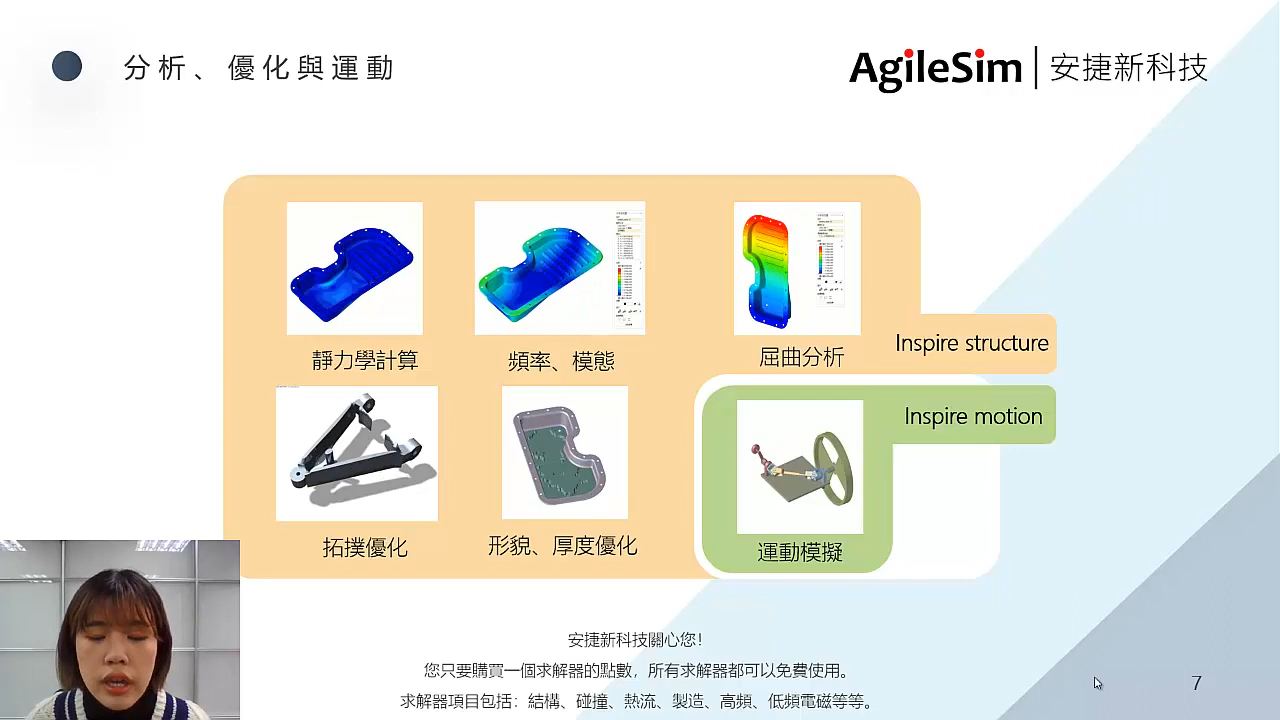 分析、優化與運動
AgileSim | 安捷新科技
靜力學計算
頻率、模態
屈曲分析
Inspire structure
Inspire motion
拓撲優化
形貌、厚度優化
運動模擬
安捷新科技關心您!
您只要購買一個求解器的點數，所有求解器都可以免費使用。
求解器項目包括：結構、碰撞、熱流、製造、高頻、低頻電磁等等。
7